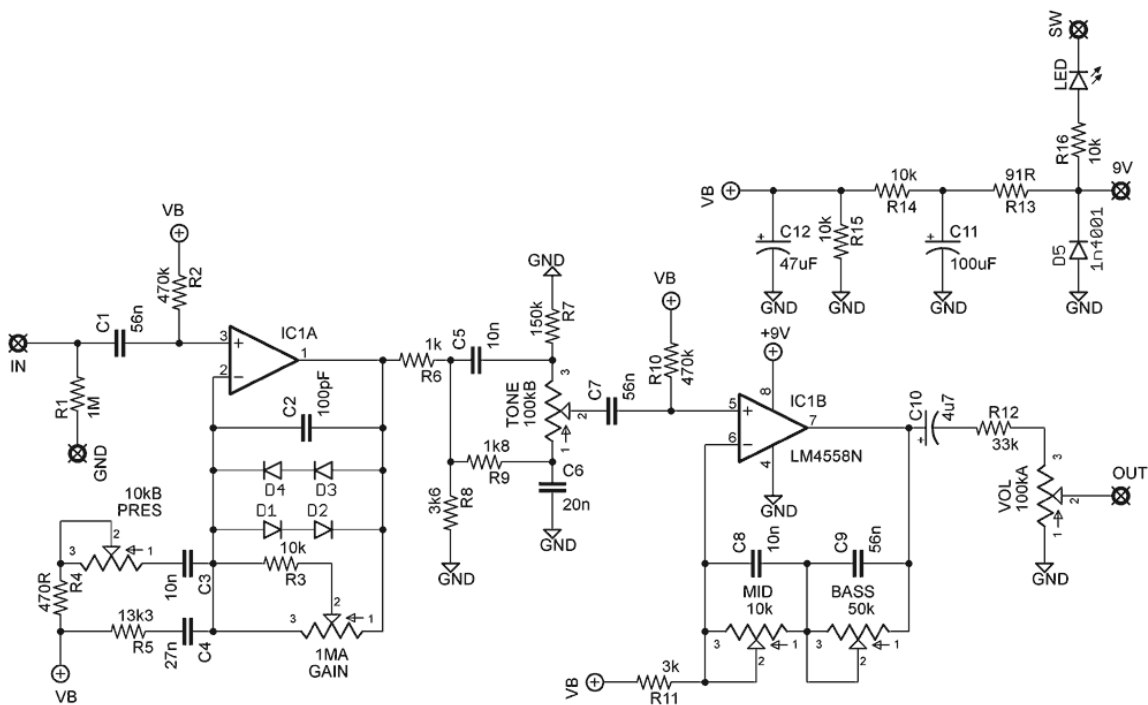 SW
LED
R16
10k
9V
VB
10k
R14
91R
R13
C12
47uF
10k
R15
C11
100uF
D5
1n4001
GND
GND
GND
GND
VB
470k
R2
C1
56n
IN
R1
1M
GND
IC1A
3
2
1
C2
100pF
D4
D3
D1
D2
10k
R3
1MA
GAIN
3
2
1
10kB
PRES
3
2
1
10n
C3
470R
R4
13k3
R5
27n
C4
VB
1k
R6
C5
10n
GND
150k
R7
TONE
100kB
3
2
1
1k8
R9
3k6
R8
GND
C6
20n
GND
C7
56n
VB
R10
470k
+9V
8
IC1B
5
6
7
4
LM4558N
GND
C10
4u7
R12
33k
VOL
100kA
3
2
1
OUT
GND
C8
10n
C9
56n
MID
10k
BASS
50k
3
2
1
3
2
1
VB
3k
R11